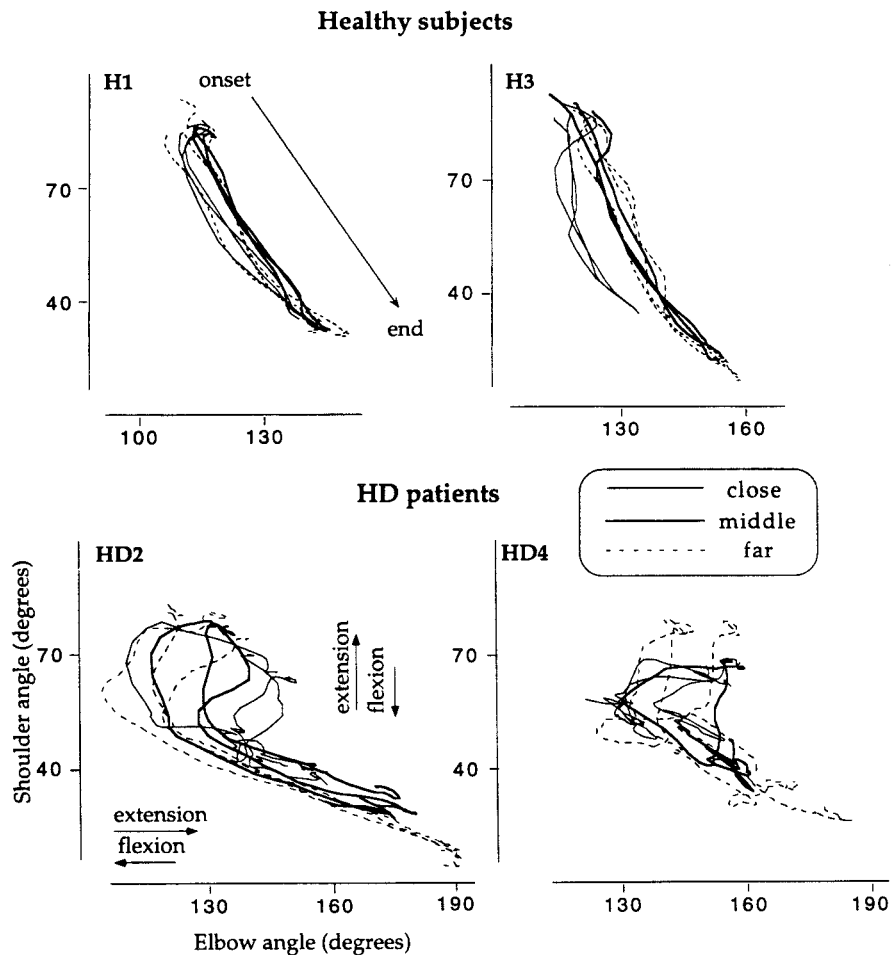 Healthy subjects
H1
onset
H3
70
70
40
40
end
100
130
130
160
HD patients
close
middle
far
HD2
HD4
Shoulder angle (degrees)
70
extension
flexion
70
40
40
extension
flexion
130
160
190
130
160
190
Elbow angle (degrees)